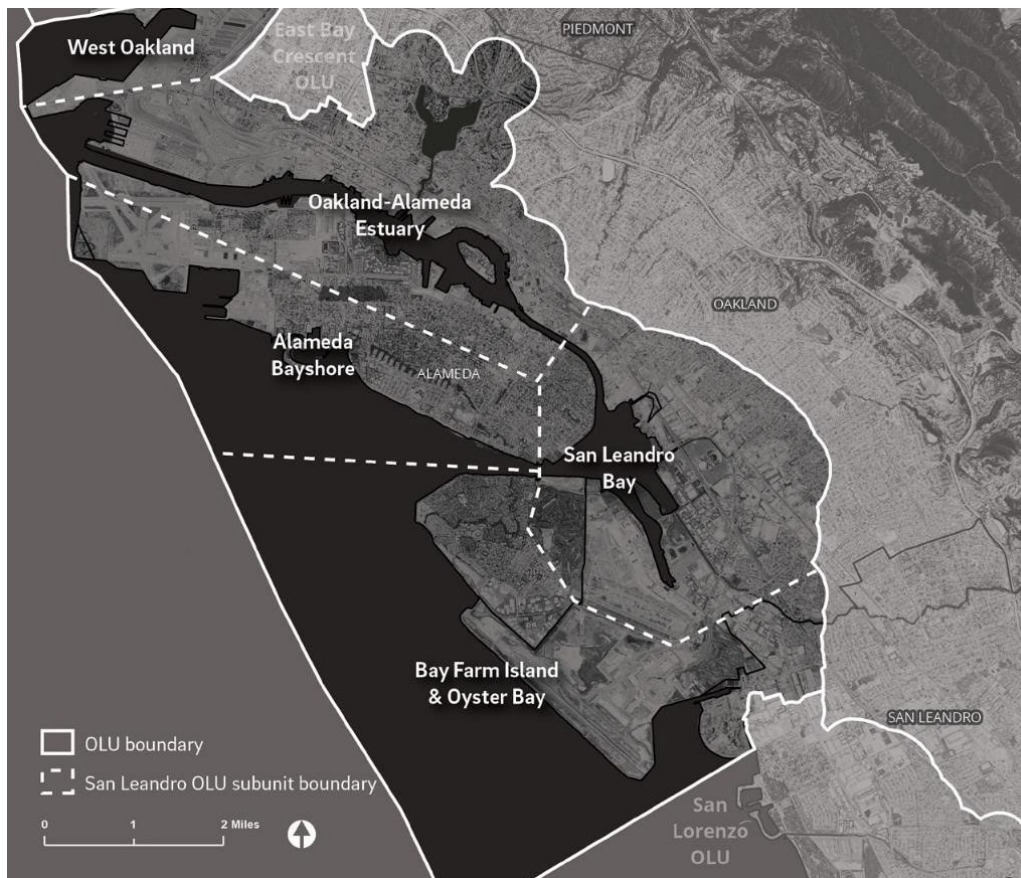 PIEDMONT
West Oakland
East Bay
Crescent
OLU
Oakland-Alameda
Estuary
OAKLAND
Alameda
Bayshore
ALAMEDA
San Leandro
Bay
Bay Farm Island
& Oyster Bay
SAN LEANDRO
OLU boundary
San Leandro OLU subunit boundary
0 1 2 Miles
San
Lorenzo
OLU